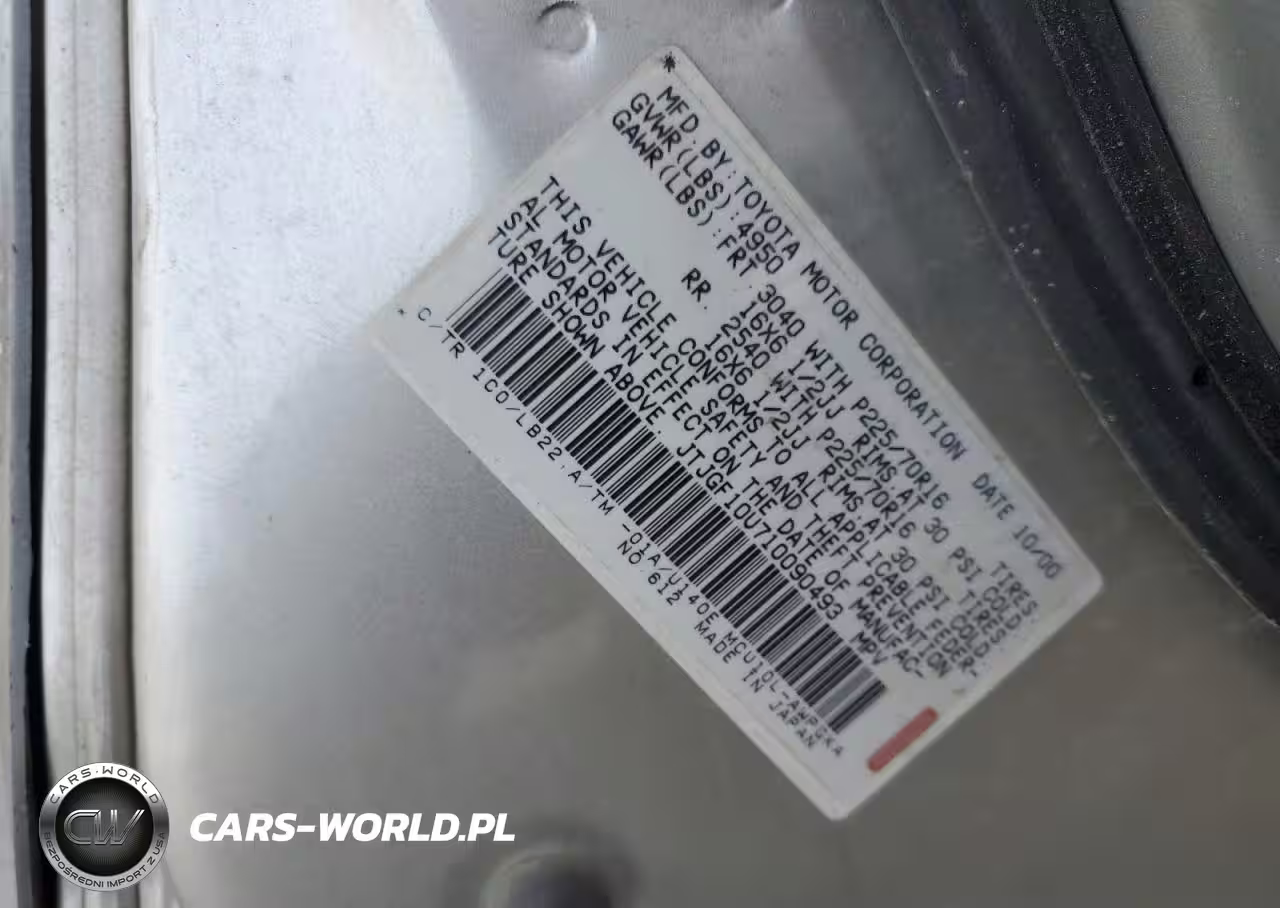 MFD.BY:TOYOTA MOTOR CORPORATION DATE 10/00
GVWR(LBS):4950
GAWR(LBS):FRT 3040 WITH P225/70R16 TIRES,
16X6 1/2JJ RIMS AT 30 PSI COLD.
RR. 2540 WITH P225/70R16 TIRES,
16X6 1/2JJ RIMS AT 30 PSI COLD.
THIS VEHICLE CONFORMS TO ALL APPLICABLE FEDER-
AL MOTOR VEHICLE SAFETY AND THEFT PREVENTION
STANDARDS IN EFFECT ON THE DATE OF MANUFAC-
TURE SHOWN ABOVE JTJGF10U710090493 MPV
C/TR 1C0/LB22,A/TM -01A/U140E MCU10L-AWPGKA
NO.612 MADE IN JAPAN
CARS-WORLD
CW
BEZPOŚREDNI IMPORT Z USA
CARS-WORLD.PL